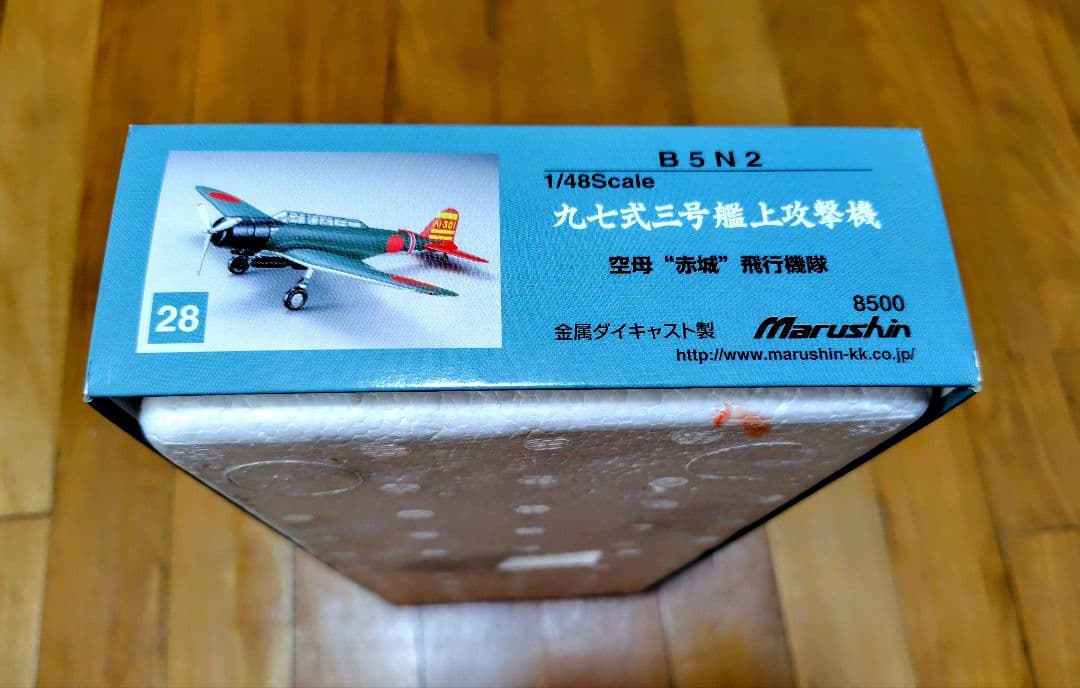 B5N2
1/48Scale
九七式三号艦上攻撃機
空母“赤城”飛行機隊
8500
金属ダイキャスト製 Marushin
http://www.marushin-kk.co.jp/
28
AI-301